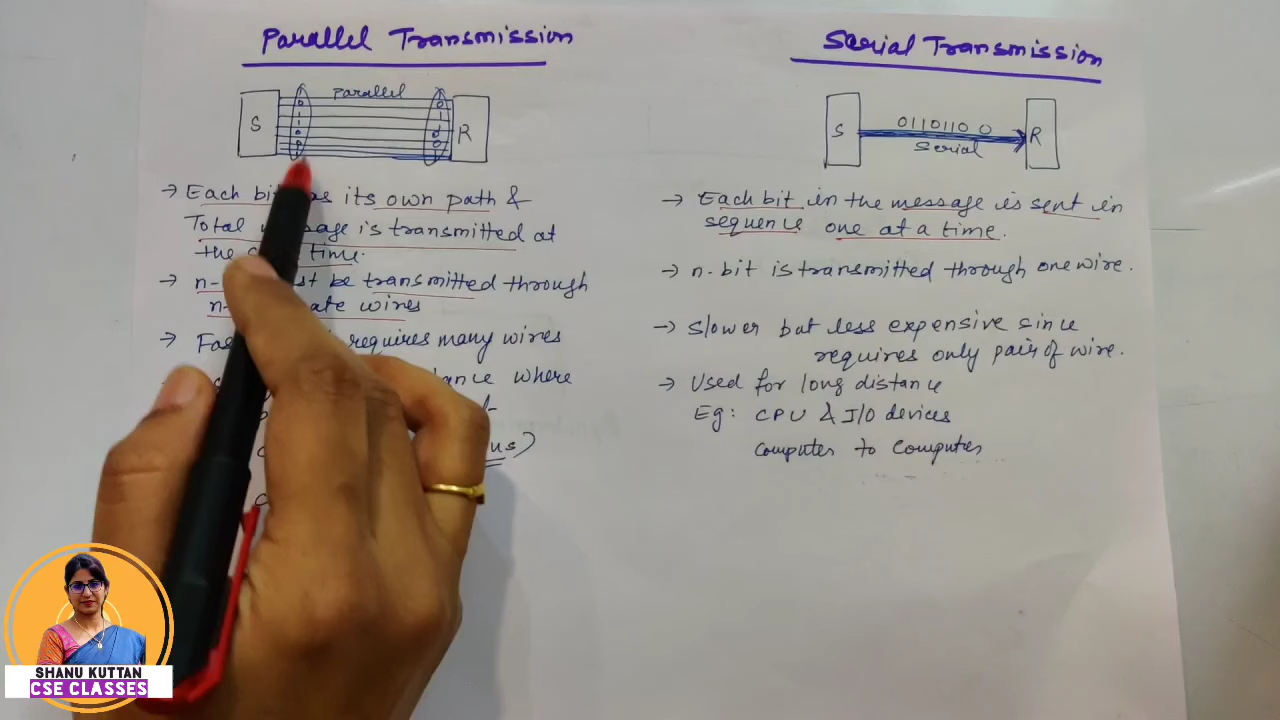 Parallel Transmission
parallel
S
R
→ Each bit its own path &
Total message is transmitted at
the time.
→ n- be transmitted through
n- wires
→ requires many wires
→ where
Serial Transmission
S
0110110 0
Serial
R
→ Each bit in the message is sent in
sequence one at a time.
→ n-bit is transmitted through one wire.
→ Slower but less expensive since
requires only pair of wire.
→ Used for long distance
Eg: CPU & I/O devices
Computer to Computer
SHANU KUTTAN
CSE CLASSES